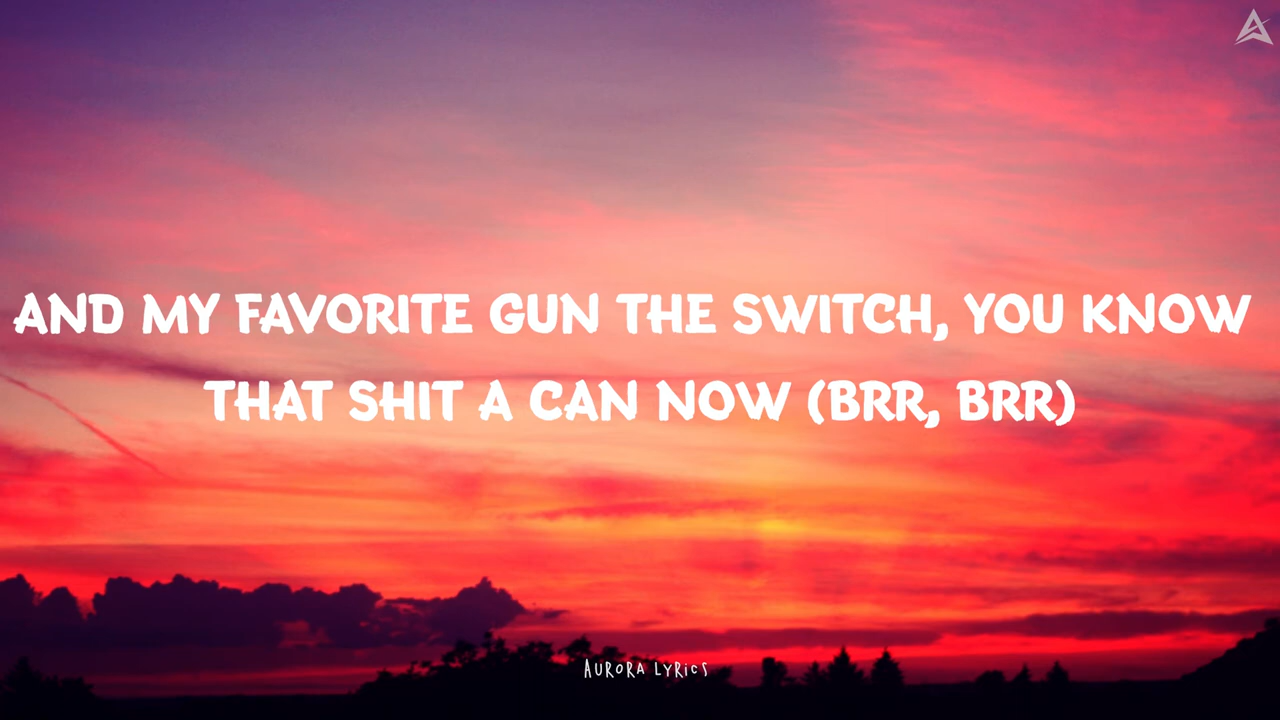 AND MY FAVORITE GUN THE SWITCH, YOU KNOW
THAT SHIT A CAN NOW (BRR, BRR)
AURORA LYRICS